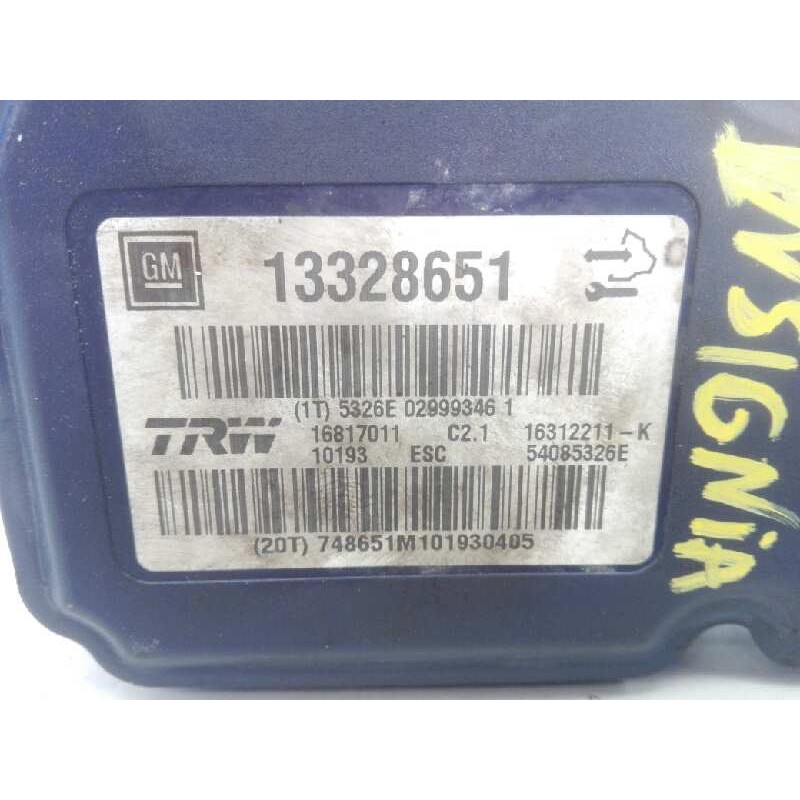 GM 13328651
(1T) 5326E 02999346 1
TRW 16817011 C2.1 16312211-K
10193 ESC 54085326E
(20T) 748651M101930405
INSIGNIA